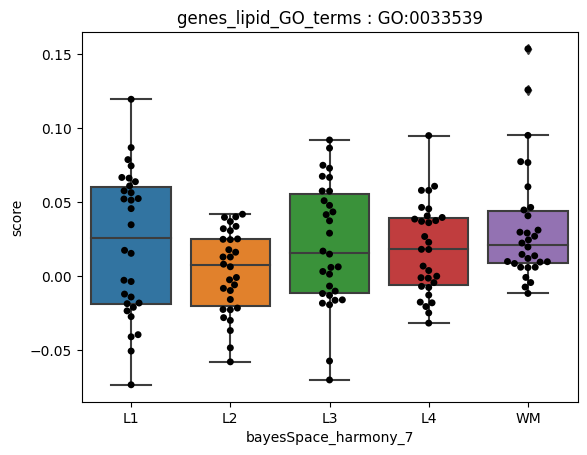 genes_lipid_GO_terms : GO:0033539
0.15
0.10
0.05
0.00
−0.05
score
L1 L2 L3 L4 WM
bayesSpace_harmony_7